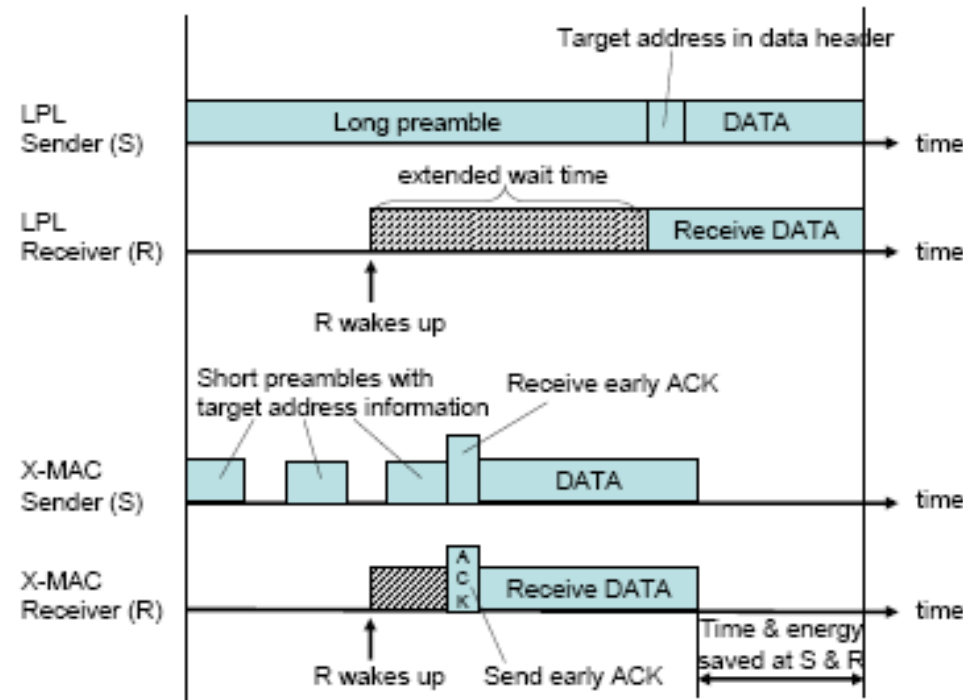 Target address in data header
LPL
Sender (S)
Long preamble
DATA
time
extended wait time
LPL
Receiver (R)
Receive DATA
time
R wakes up
Short preambles with
target address information
Receive early ACK
X-MAC
Sender (S)
DATA
time
X-MAC
Receiver (R)
ACK
Receive DATA
time
R wakes up
Send early ACK
Time & energy
saved at S & R